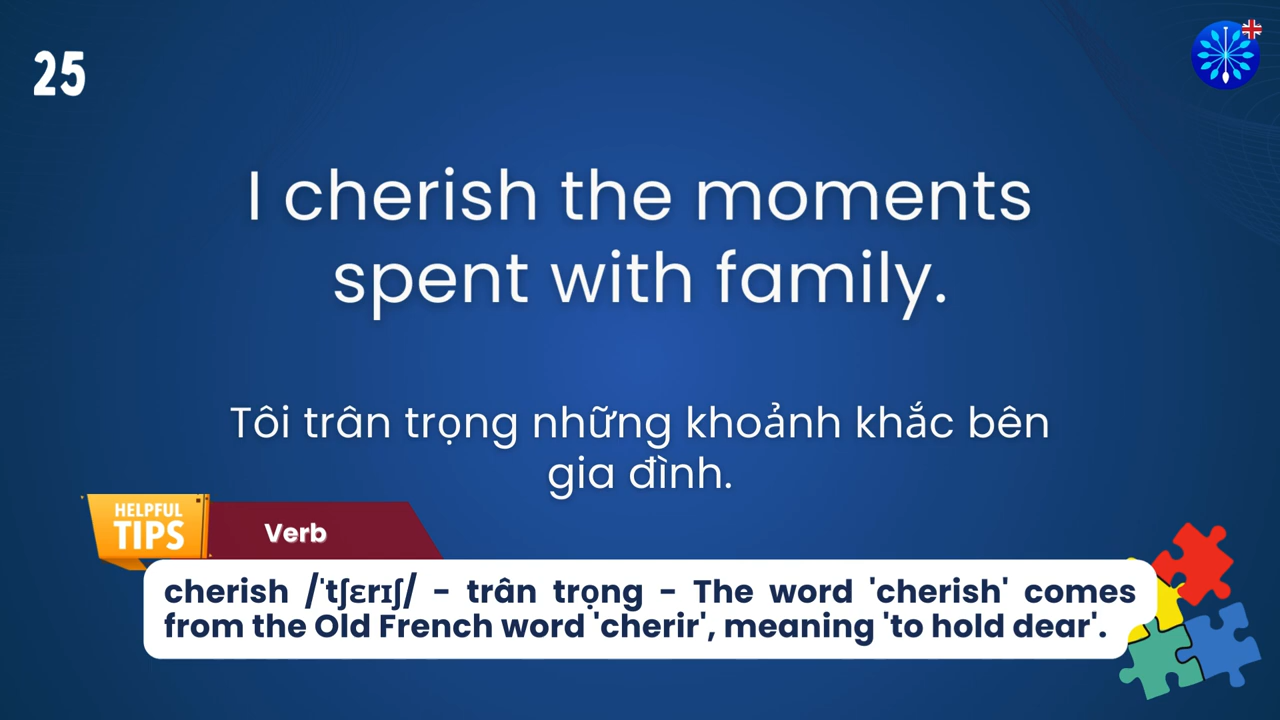 25
I cherish the moments
spent with family.
Tôi trân trọng những khoảnh khắc bên
gia đình.
HELPFUL
TIPS
Verb
cherish /ˈtʃɛrɪʃ/ - trân trọng - The word 'cherish' comes
from the Old French word 'cherir', meaning 'to hold dear'.